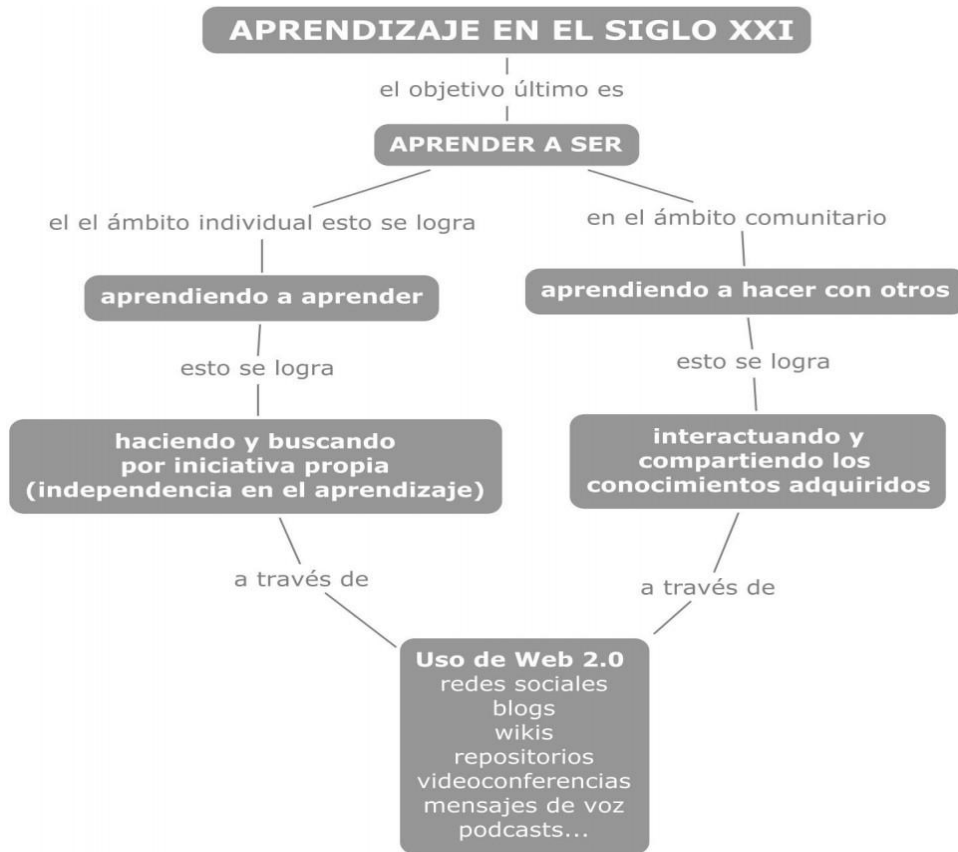 APRENDIZAJE EN EL SIGLO XXI
el objetivo último es
APRENDER A SER
el el ámbito individual esto se logra
en el ámbito comunitario
aprendiendo a aprender
aprendiendo a hacer con otros
esto se logra
esto se logra
haciendo y buscando
por iniciativa propia
(independencia en el aprendizaje)
interactuando y
compartiendo los
conocimientos adquiridos
a través de
a través de
Uso de Web 2.0
redes sociales
blogs
wikis
repositorios
videoconferencias
mensajes de voz
podcasts...